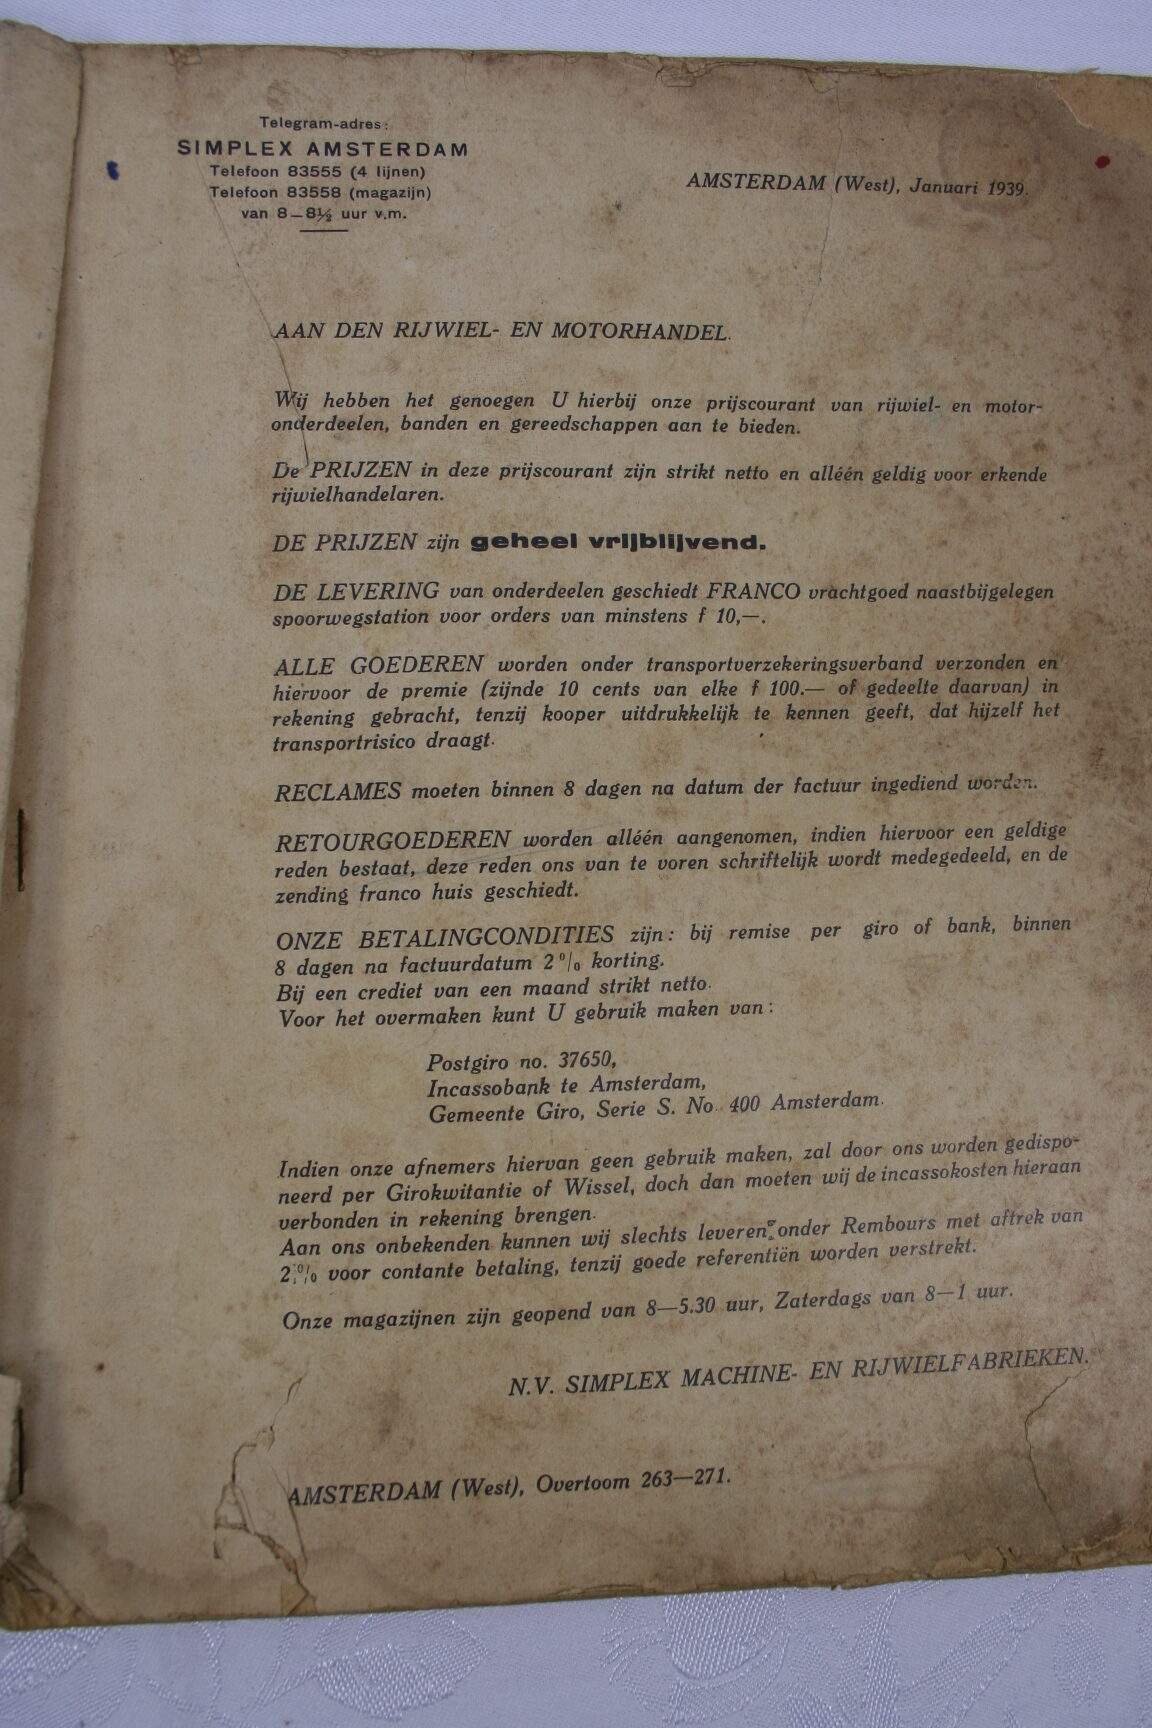 Telegram-adres:
SIMPLEX AMSTERDAM
Telefoon 83555 (4 lijnen)
Telefoon 83558 (magazijn)
van 8—8½ uur v.m.
AMSTERDAM (West), Januari 1939.
AAN DEN RIJWIEL- EN MOTORHANDEL.
Wij hebben het genoegen U hierbij onze prijscourant van rijwiel- en motor-
onderdeelen, banden en gereedschappen aan te bieden.
De PRIJZEN in deze prijscourant zijn strikt netto en alléén geldig voor erkende
rijwielhandelaren.
DE PRIJZEN zijn geheel vrijblijvend.
DE LEVERING van onderdeelen geschiedt FRANCO vrachtgoed naastbijgelegen
spoorwegstation voor orders van minstens f 10,—.
ALLE GOEDEREN worden onder transportverzekeringsverband verzonden en
hiervoor de premie (zijnde 10 cents van elke f 100.— of gedeelte daarvan) in
rekening gebracht, tenzij kooper uitdrukkelijk te kennen geeft, dat hijzelf het
transportrisico draagt.
RECLAMES moeten binnen 8 dagen na datum der factuur ingediend worden.
RETOURGOEDEREN worden alléén aangenomen, indien hiervoor een geldige
reden bestaat, deze reden ons van te voren schriftelijk wordt medegedeeld, en de
zending franco huis geschiedt.
ONZE BETALINGCONDITIES zijn: bij remise per giro of bank, binnen
8 dagen na factuurdatum 2% korting.
Bij een crediet van een maand strikt netto.
Voor het overmaken kunt U gebruik maken van:
Postgiro no. 37650,
Incassobank te Amsterdam,
Gemeente Giro, Serie S. No. 400 Amsterdam.
Indien onze afnemers hiervan geen gebruik maken, zal door ons worden gedispo-
neerd per Girokwitantie of Wissel, doch dan moeten wij de incassokosten hieraan
verbonden in rekening brengen.
Aan ons onbekenden kunnen wij slechts leveren onder Rembours met aftrek van
2% voor contante betaling, tenzij goede referentiën worden verstrekt.
Onze magazijnen zijn geopend van 8—5.30 uur, Zaterdags van 8—1 uur.
N.V. SIMPLEX MACHINE- EN RIJWIELFABRIEKEN.
AMSTERDAM (West), Overtoom 263—271.